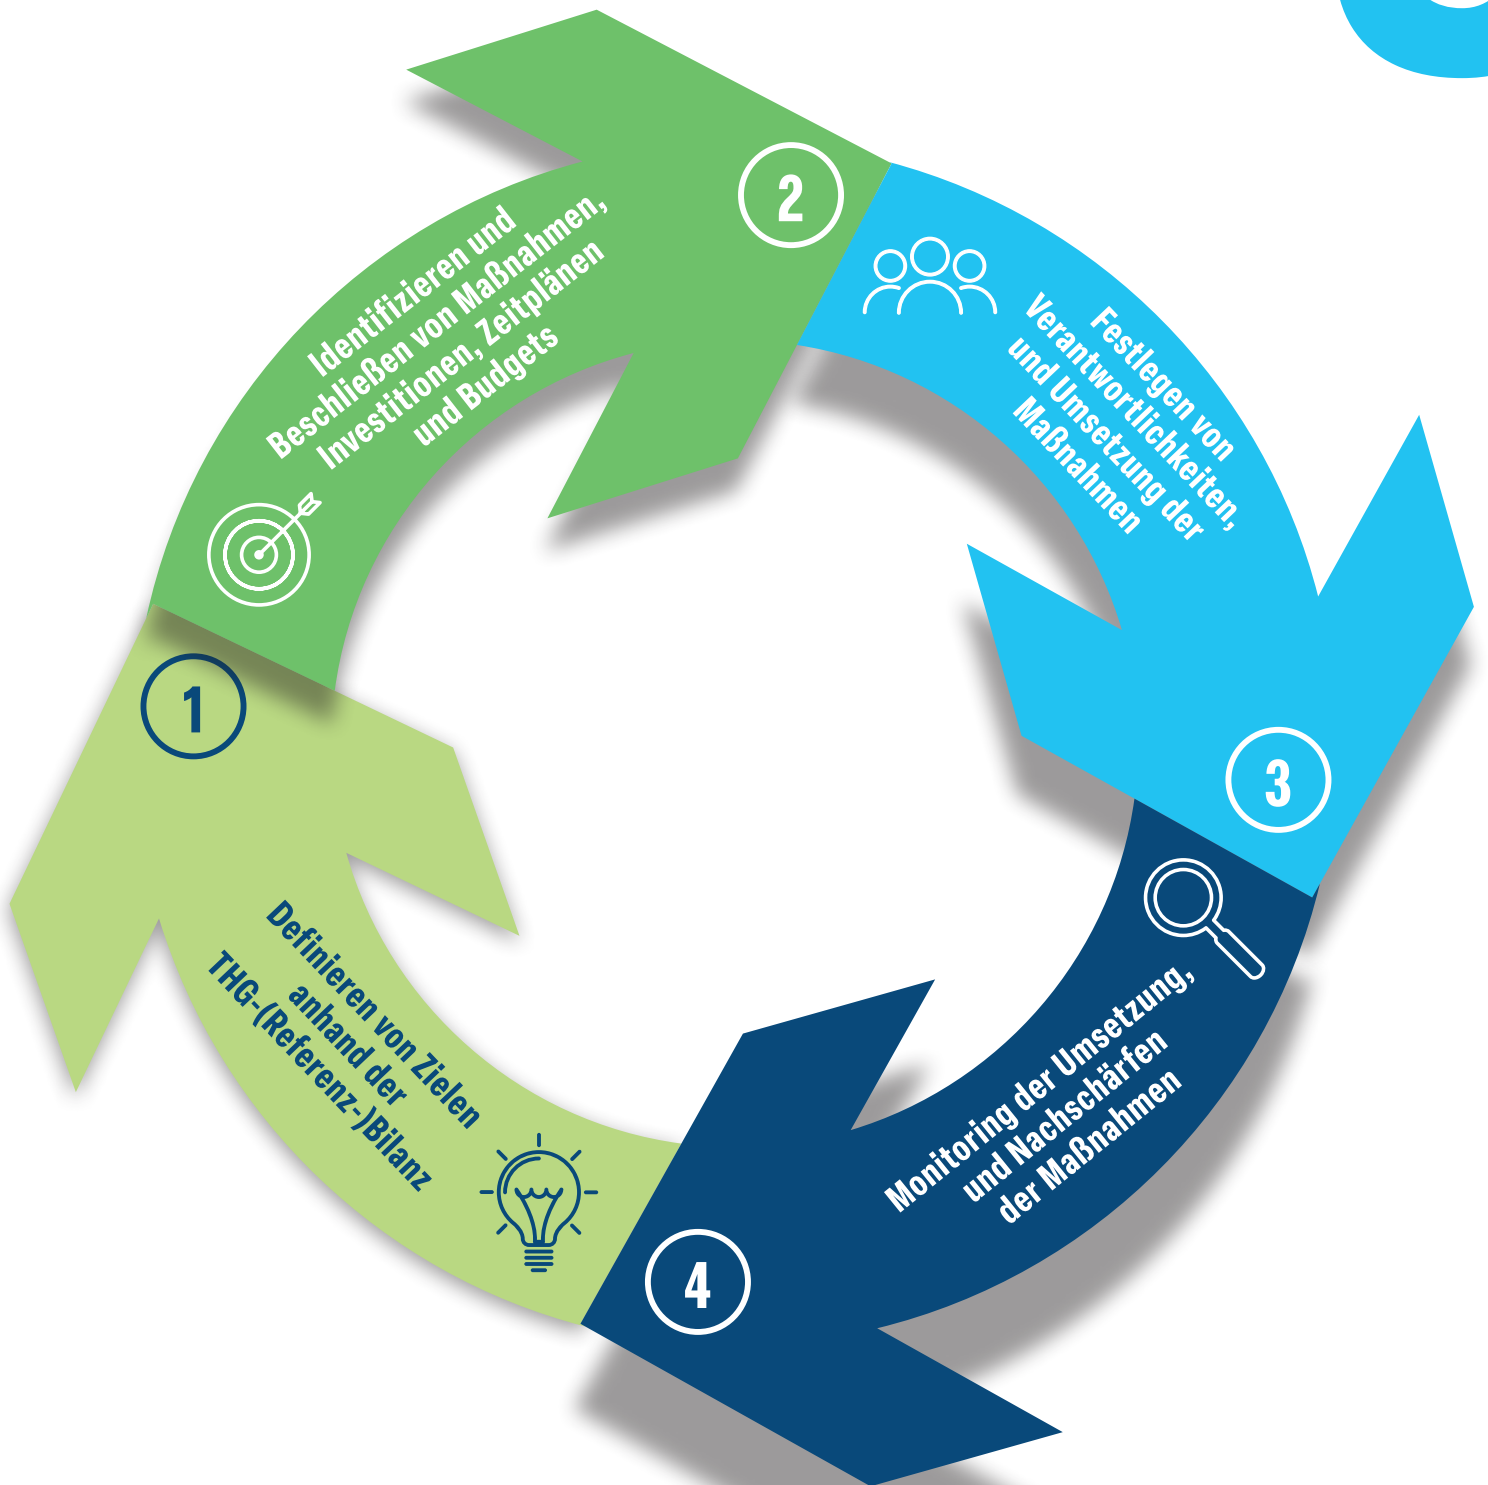 1
Definieren von Zielen
anhand der
THG-(Referenz-)Bilanz
2
Identifizieren und
Beschließen von Maßnahmen,
Investitionen, Zeitplänen
und Budgets
3
Festlegen von
Verantwortlichkeiten,
und Umsetzung der
Maßnahmen
4
Monitoring der Umsetzung,
und Nachschärfen
der Maßnahmen